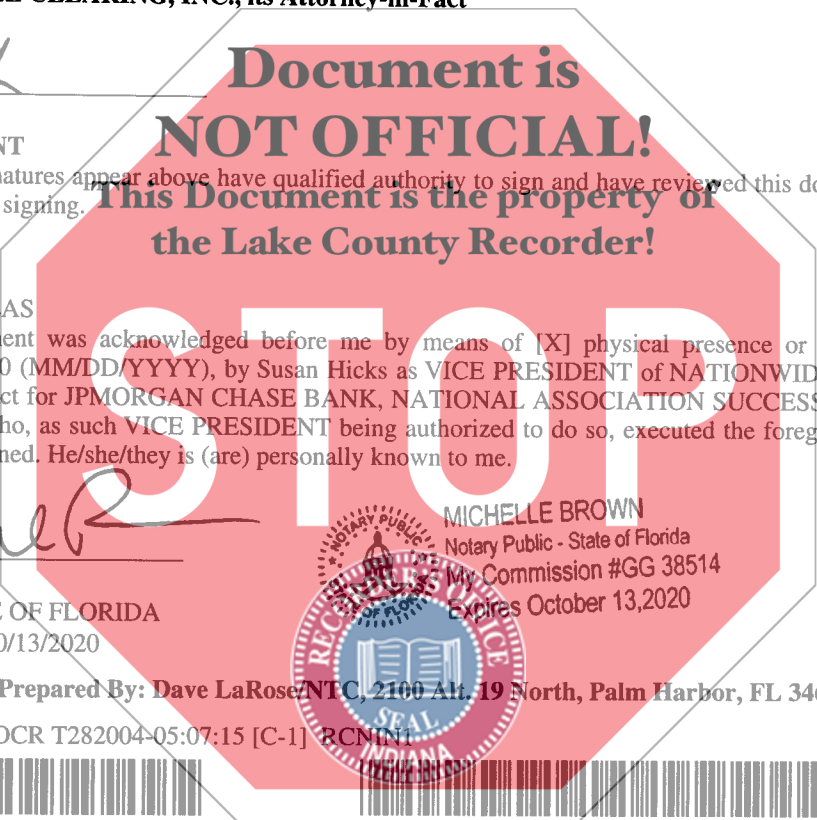 CLEARING, INC., its Attorney-in-Fact
Document is
NOT OFFICIAL!
NT
natures appear above have qualified authority to sign and have reviewed this do
signing.
This Document is the property of
the Lake County Recorder!
LAS
STOP
ent was acknowledged before me by means of [X] physical presence or
0 (MM/DD/YYYY), by Susan Hicks as VICE PRESIDENT of NATIONWID
ct for JPMORGAN CHASE BANK, NATIONAL ASSOCIATION SUCCESS
ho, as such VICE PRESIDENT being authorized to do so, executed the foreg
ned. He/she/they is (are) personally known to me.
MICHELLE BROWN
Notary Public - State of Florida
My Commission #GG 38514
Expires October 13,2020
NOTARY PUBLIC
OF FLORIDA
E OF FLORIDA
0/13/2020
RECORDER'S OFFICE
SEAL
INDIANA
Prepared By: Dave LaRose/NTC, 2100 Alt. 19 North, Palm Harbor, FL 346
OCR T282004-05:07:15 [C-1] RCNIN1